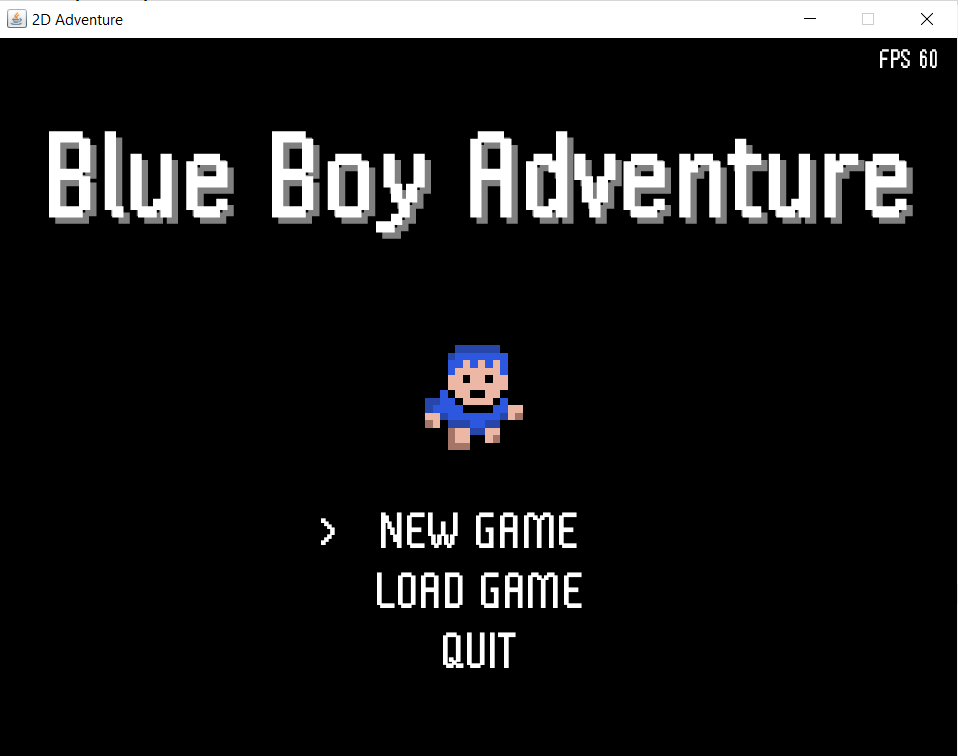 2D Adventure
FPS 60
Blue Boy Adventure
> NEW GAME
LOAD GAME
QUIT